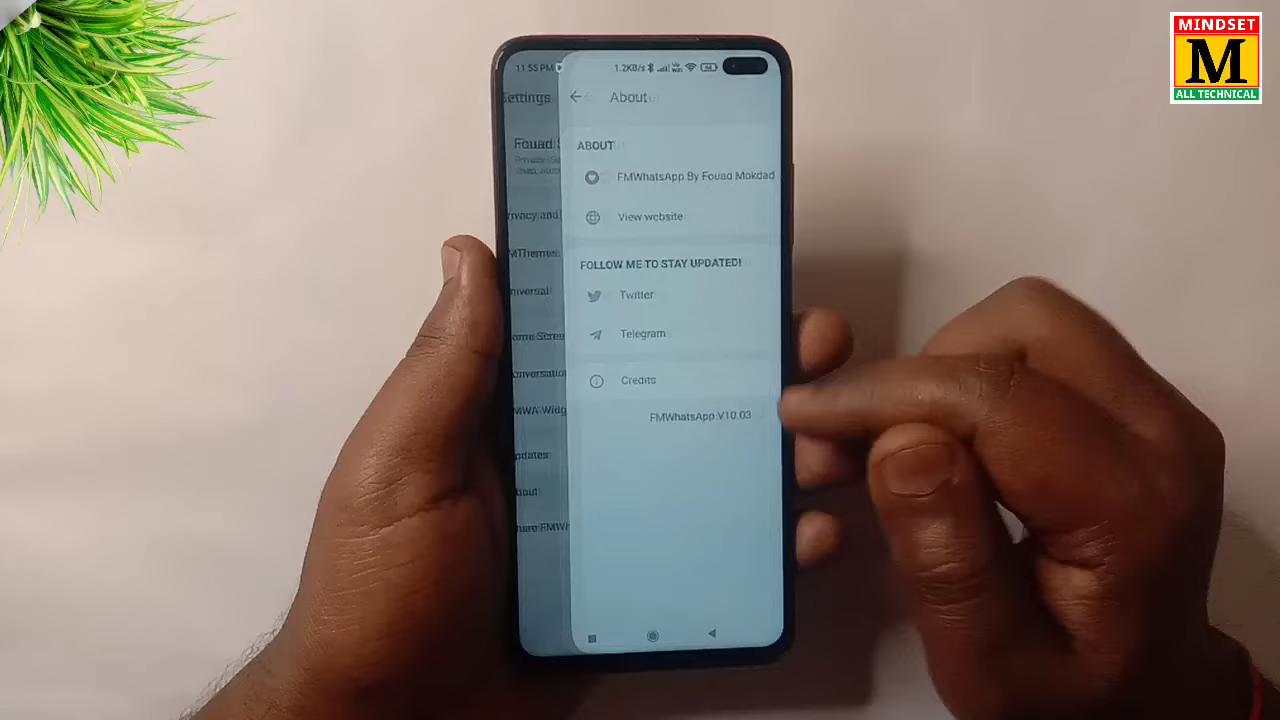 MINDSET
M
ALL TECHNICAL
11:55 PM
1.2KB/s
Settings
About
Fouad
ABOUT
FMWhatsApp By Fouad Mokdad
View website
FOLLOW ME TO STAY UPDATED!
Twitter
Telegram
Credits
FMWhatsApp:V10.03